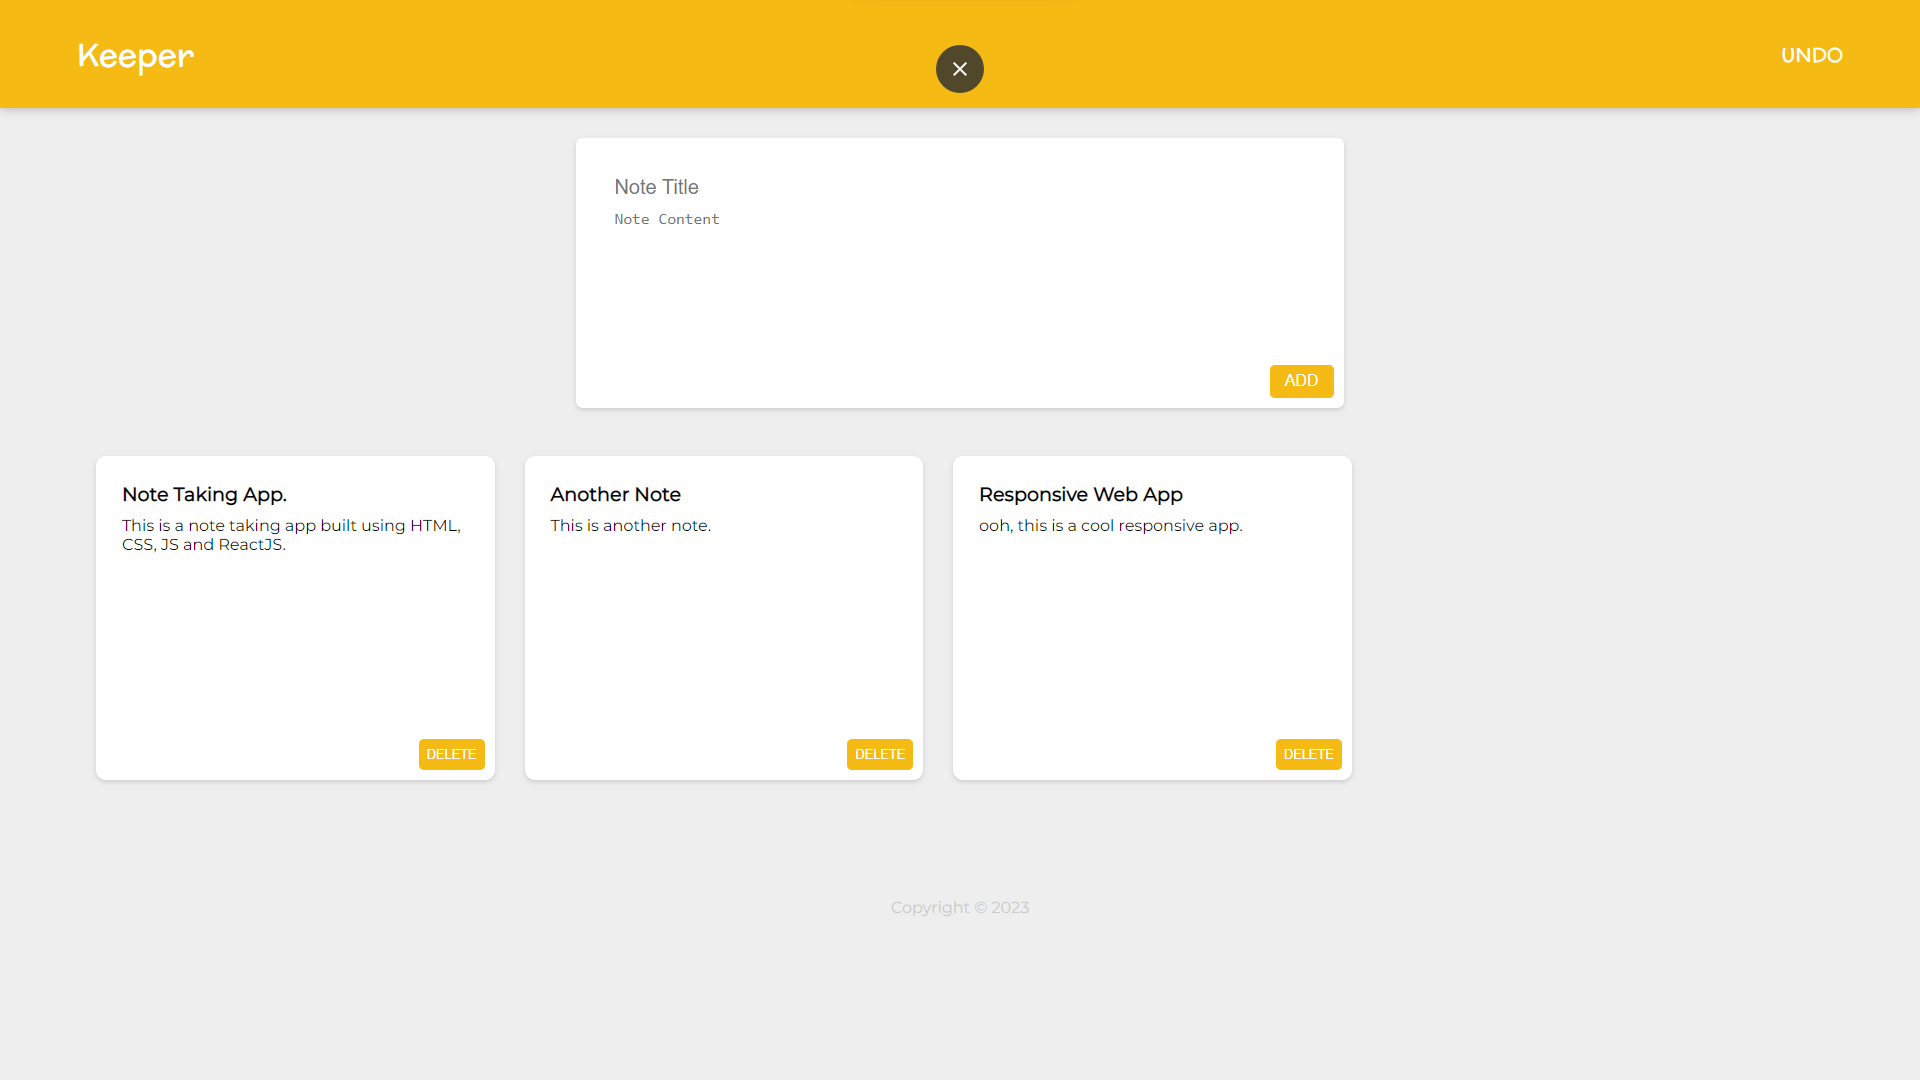 Keeper
UNDO
Note Title
Note Content
ADD
Note Taking App.
This is a note taking app built using HTML,
CSS, JS and ReactJS.
DELETE
Another Note
This is another note.
DELETE
Responsive Web App
ooh, this is a cool responsive app.
DELETE
Copyright © 2023